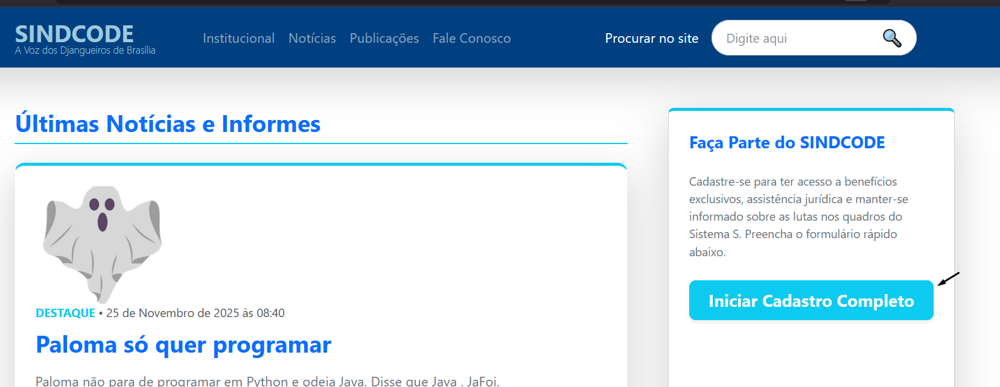 SINDCODE
A Voz dos Djangueiros de Brasília
Institucional Notícias Publicações Fale Conosco
Procurar no site
Digite aqui
Últimas Notícias e Informes
DESTAQUE • 25 de Novembro de 2025 às 08:40
Paloma só quer programar
Paloma não para de programar em Python e odeia Java. Disse que Java . JaFoi.
Faça Parte do SINDCODE
Cadastre-se para ter acesso a benefícios
exclusivos, assistência jurídica e manter-se
informado sobre as lutas nos quadros do
Sistema S. Preencha o formulário rápido
abaixo.
Iniciar Cadastro Completo